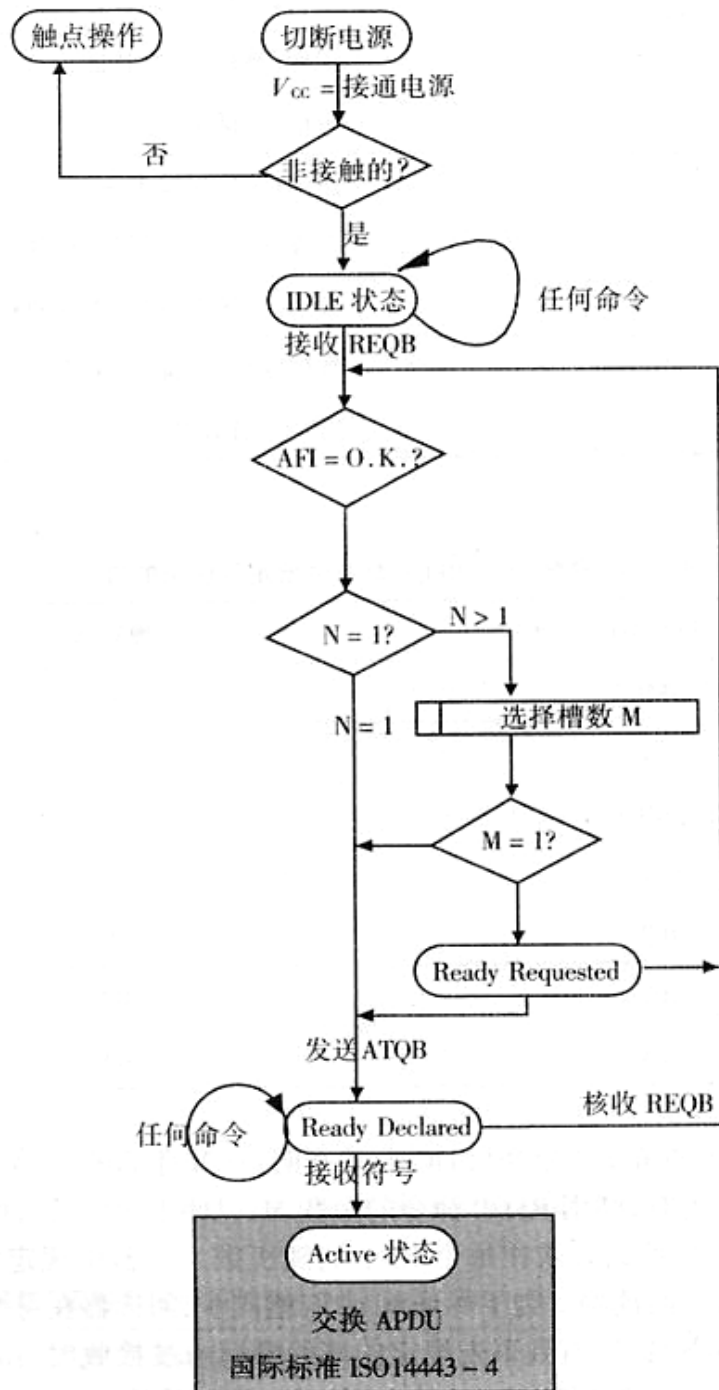 触点操作
切断电源
Vcc = 接通电源
否
非接触的?
是
IDLE 状态
任何命令
接收 REQB
AFI = O.K.?
N = 1?
N > 1
选择槽数 M
N = 1
M = 1?
Ready Requested
发送 ATQB
任何命令
Ready Declared
核收 REQB
接收符号
Active 状态
交换 APDU
国际标准 ISO14443-4